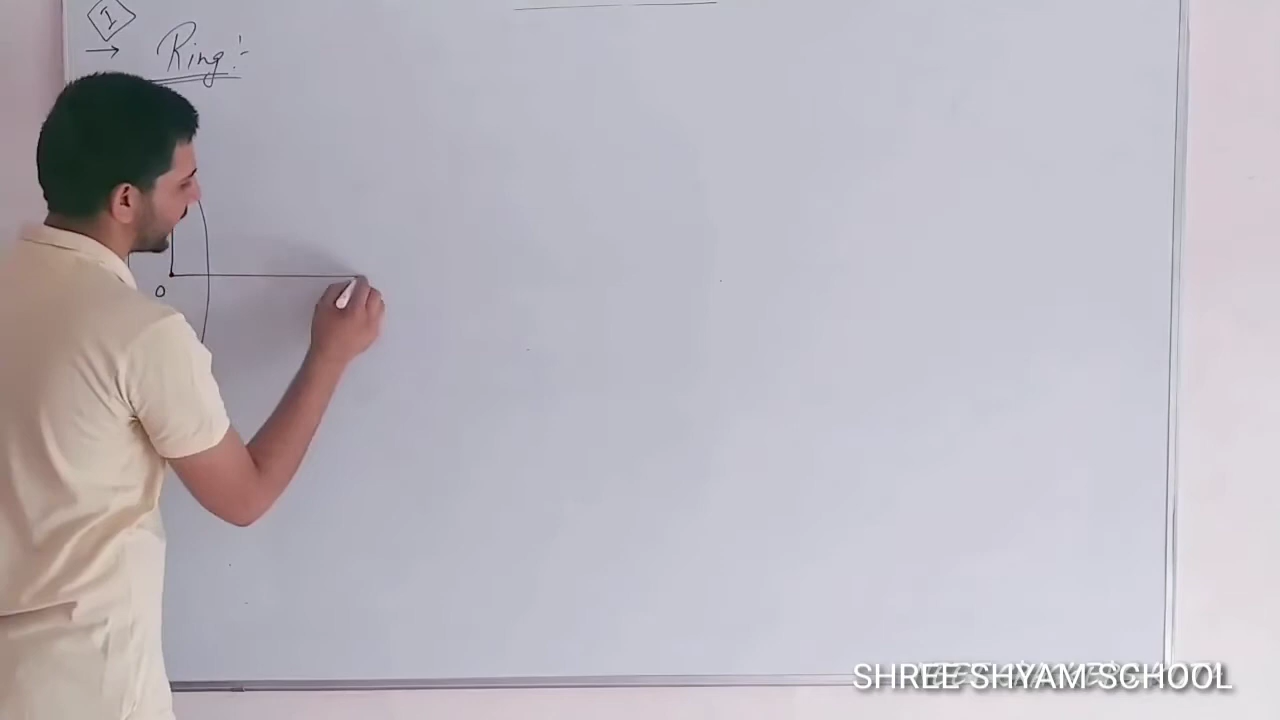 I
→ Ring:-
O
SHREE SHYAM SCHOOL